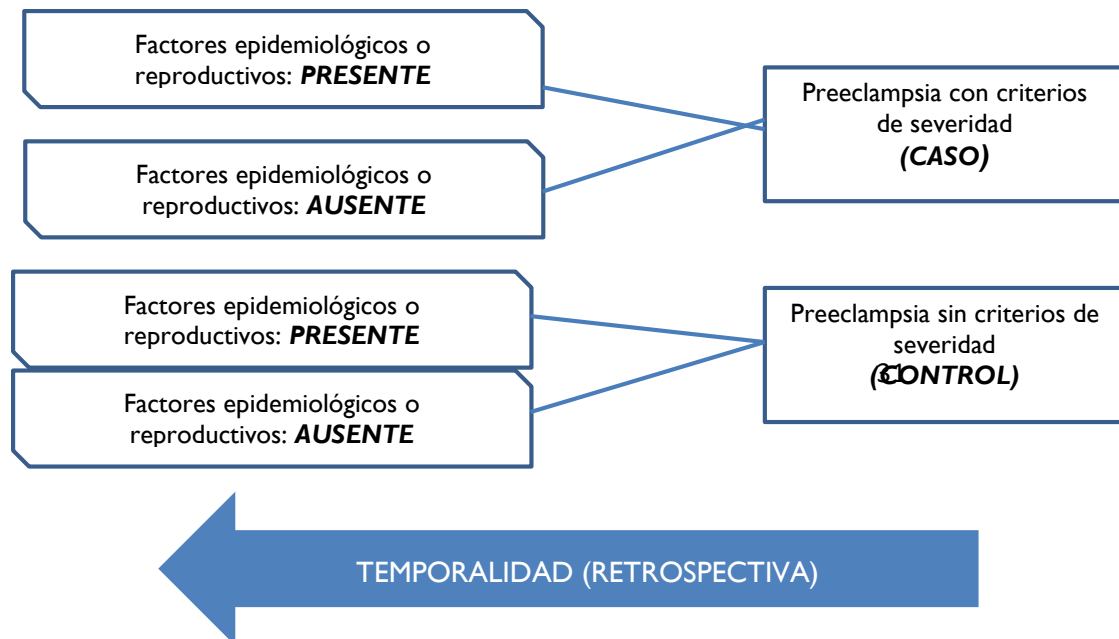 Factores epidemiológicos o
reproductivos: PRESENTE
Preeclampsia con criterios
de severidad
(CASO)
Factores epidemiológicos o
reproductivos: AUSENTE
Factores epidemiológicos o
reproductivos: PRESENTE
Preeclampsia sin criterios de
severidad
(CONTROL)
31
Factores epidemiológicos o
reproductivos: AUSENTE
TEMPORALIDAD (RETROSPECTIVA)